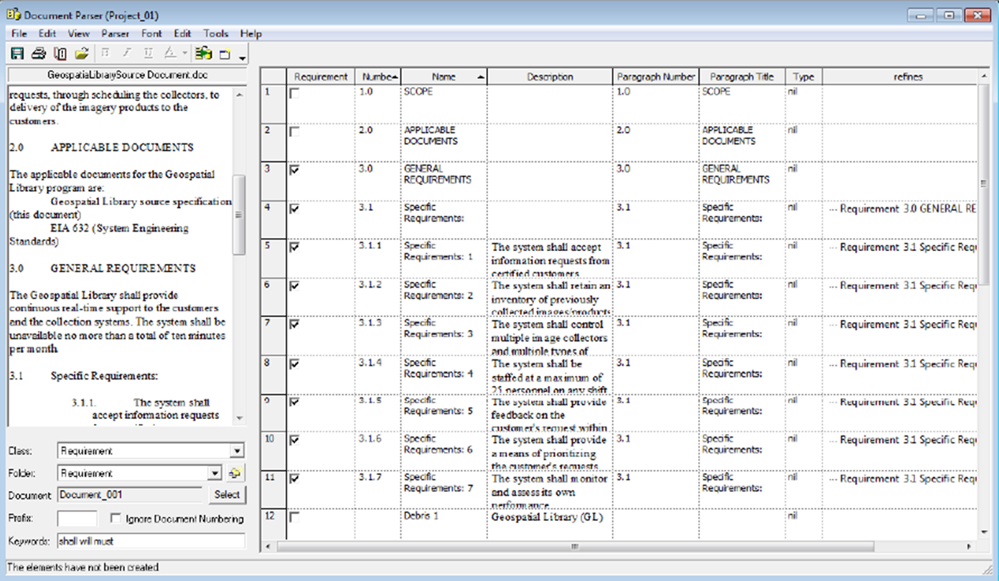 Document Parser (Project_01)
File Edit View Parser Font Edit Tools Help
GeospatiaLibrarySource Document.doc
requests, through scheduling the collectors, to
delivery of the imagery products to the
customers.
2.0 APPLICABLE DOCUMENTS
The applicable documents for the Geospatial
Library program are:
Geospatial Library source specification
(this document)
EIA 632 (System Engineering
Standards)
3.0 GENERAL REQUIREMENTS
The Geospatial Library shall provide
continuous real-time support to the customers
and the collection systems. The system shall be
unavailable no more than a total of ten minutes
per month.
3.1 Specific Requirements:
3.1.1. The system shall
accept information requests
Class: Requirement
Folder: Requirement
Document: Document_001 Select
Prefix: Ignore Document Numbering
Keywords: shall will must
Requirement Numbe Name Description Paragraph Number Paragraph Title Type refines
1 1.0 SCOPE 1.0 SCOPE nil
2 2.0 APPLICABLE 2.0 APPLICABLE nil
DOCUMENTS DOCUMENTS
3 3.0 GENERAL 3.0 GENERAL nil
REQUIREMENTS REQUIREMENTS
4 3.1 Specific 3.1 Specific nil ... Requirement 3.0 GENERAL RE
Requirements: Requirements:
5 3.1.1 Specific The system shall accept 3.1 Specific nil ... Requirement 3.1 Specific Requ
Requirements: 1 information requests from Requirements:
certified customers
6 3.1.2 Specific The system shall retain an 3.1 Specific nil ... Requirement 3.1 Specific Requ
Requirements: 2 inventory of previously Requirements:
collected images/products
7 3.1.3 Specific The system shall control 3.1 Specific nil ... Requirement 3.1 Specific Requ
Requirements: 3 multiple image collectors Requirements:
and multiple types of
8 3.1.4 Specific The system shall be 3.1 Specific nil ... Requirement 3.1 Specific Requ
Requirements: 4 staffed at a maximum of Requirements:
25 personnel on any shift
9 3.1.5 Specific The system shall provide 3.1 Specific nil ... Requirement 3.1 Specific Requ
Requirements: 5 feedback on the Requirements:
customer's request within
10 3.1.6 Specific The system shall provide 3.1 Specific nil ... Requirement 3.1 Specific Requ
Requirements: 6 a means of prioritizing Requirements:
the customer's requests
11 3.1.7 Specific The system shall monitor 3.1 Specific nil ... Requirement 3.1 Specific Requ
Requirements: 7 and assess its own Requirements:
performance
12 Debris 1 Geospatial Library (GL) nil
The elements have not been created